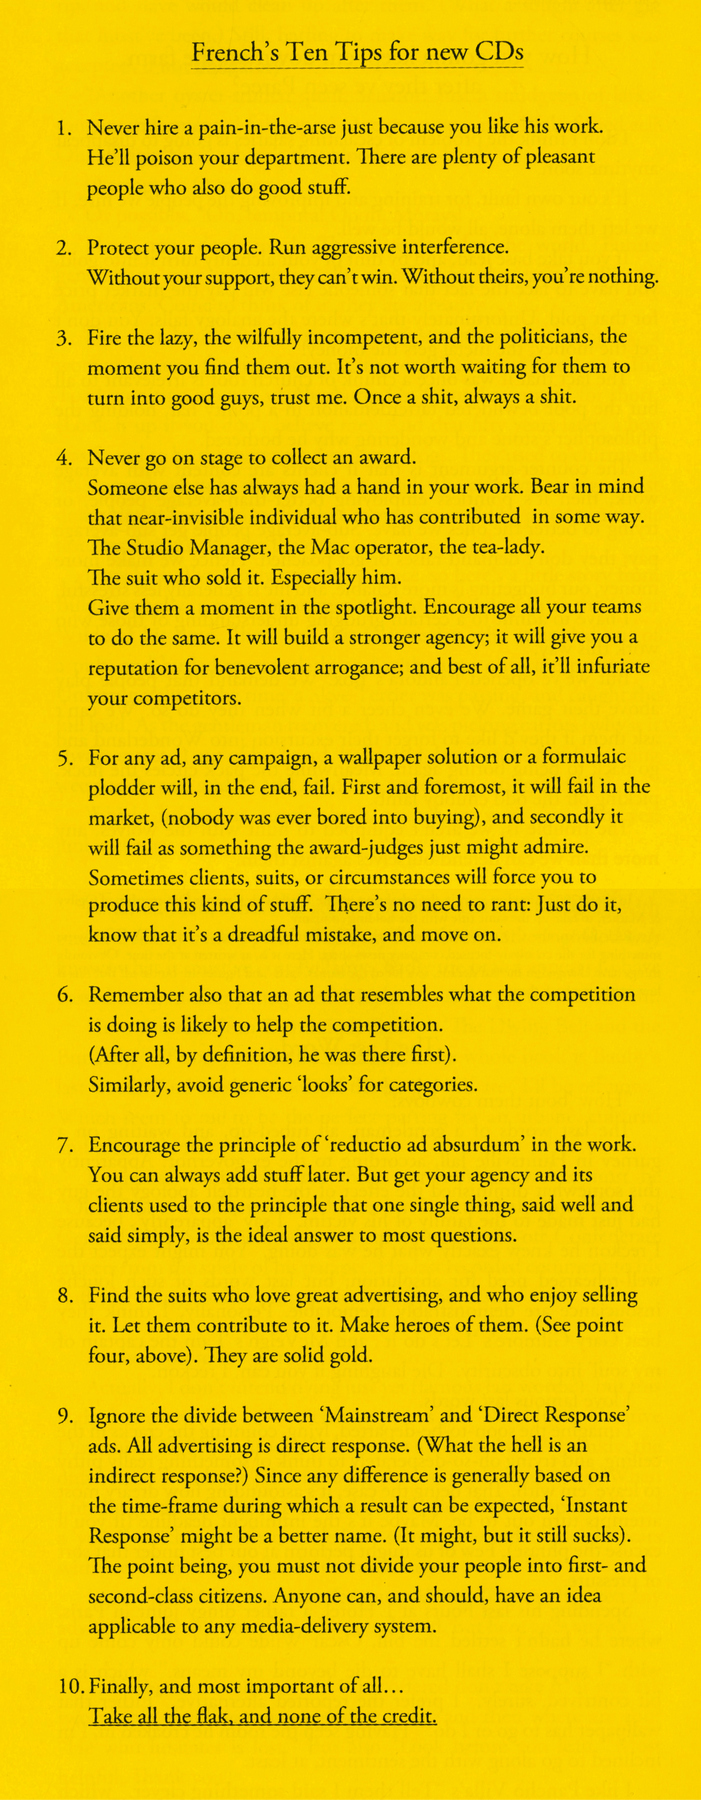 French's Ten Tips for new CDs
1. Never hire a pain-in-the-arse just because you like his work.
He'll poison your department. There are plenty of pleasant
people who also do good stuff.
2. Protect your people. Run aggressive interference.
Without your support, they can't win. Without theirs, you're nothing.
3. Fire the lazy, the wilfully incompetent, and the politicians, the
moment you find them out. It's not worth waiting for them to
turn into good guys, trust me. Once a shit, always a shit.
4. Never go on stage to collect an award.
Someone else has always had a hand in your work. Bear in mind
that near-invisible individual who has contributed in some way.
The Studio Manager, the Mac operator, the tea-lady.
The suit who sold it. Especially him.
Give them a moment in the spotlight. Encourage all your teams
to do the same. It will build a stronger agency; it will give you a
reputation for benevolent arrogance; and best of all, it'll infuriate
your competitors.
5. For any ad, any campaign, a wallpaper solution or a formulaic
plodder will, in the end, fail. First and foremost, it will fail in the
market, (nobody was ever bored into buying), and secondly it
will fail as something the award-judges just might admire.
Sometimes clients, suits, or circumstances will force you to
produce this kind of stuff. There's no need to rant: Just do it,
know that it's a dreadful mistake, and move on.
6. Remember also that an ad that resembles what the competition
is doing is likely to help the competition.
(After all, by definition, he was there first).
Similarly, avoid generic 'looks' for categories.
7. Encourage the principle of 'reductio ad absurdum' in the work.
You can always add stuff later. But get your agency and its
clients used to the principle that one single thing, said well and
said simply, is the ideal answer to most questions.
8. Find the suits who love great advertising, and who enjoy selling
it. Let them contribute to it. Make heroes of them. (See point
four, above). They are solid gold.
9. Ignore the divide between 'Mainstream' and 'Direct Response'
ads. All advertising is direct response. (What the hell is an
indirect response?) Since any difference is generally based on
the time-frame during which a result can be expected, 'Instant
Response' might be a better name. (It might, but it still sucks).
The point being, you must not divide your people into first- and
second-class citizens. Anyone can, and should, have an idea
applicable to any media-delivery system.
10. Finally, and most important of all...
Take all the flak, and none of the credit.